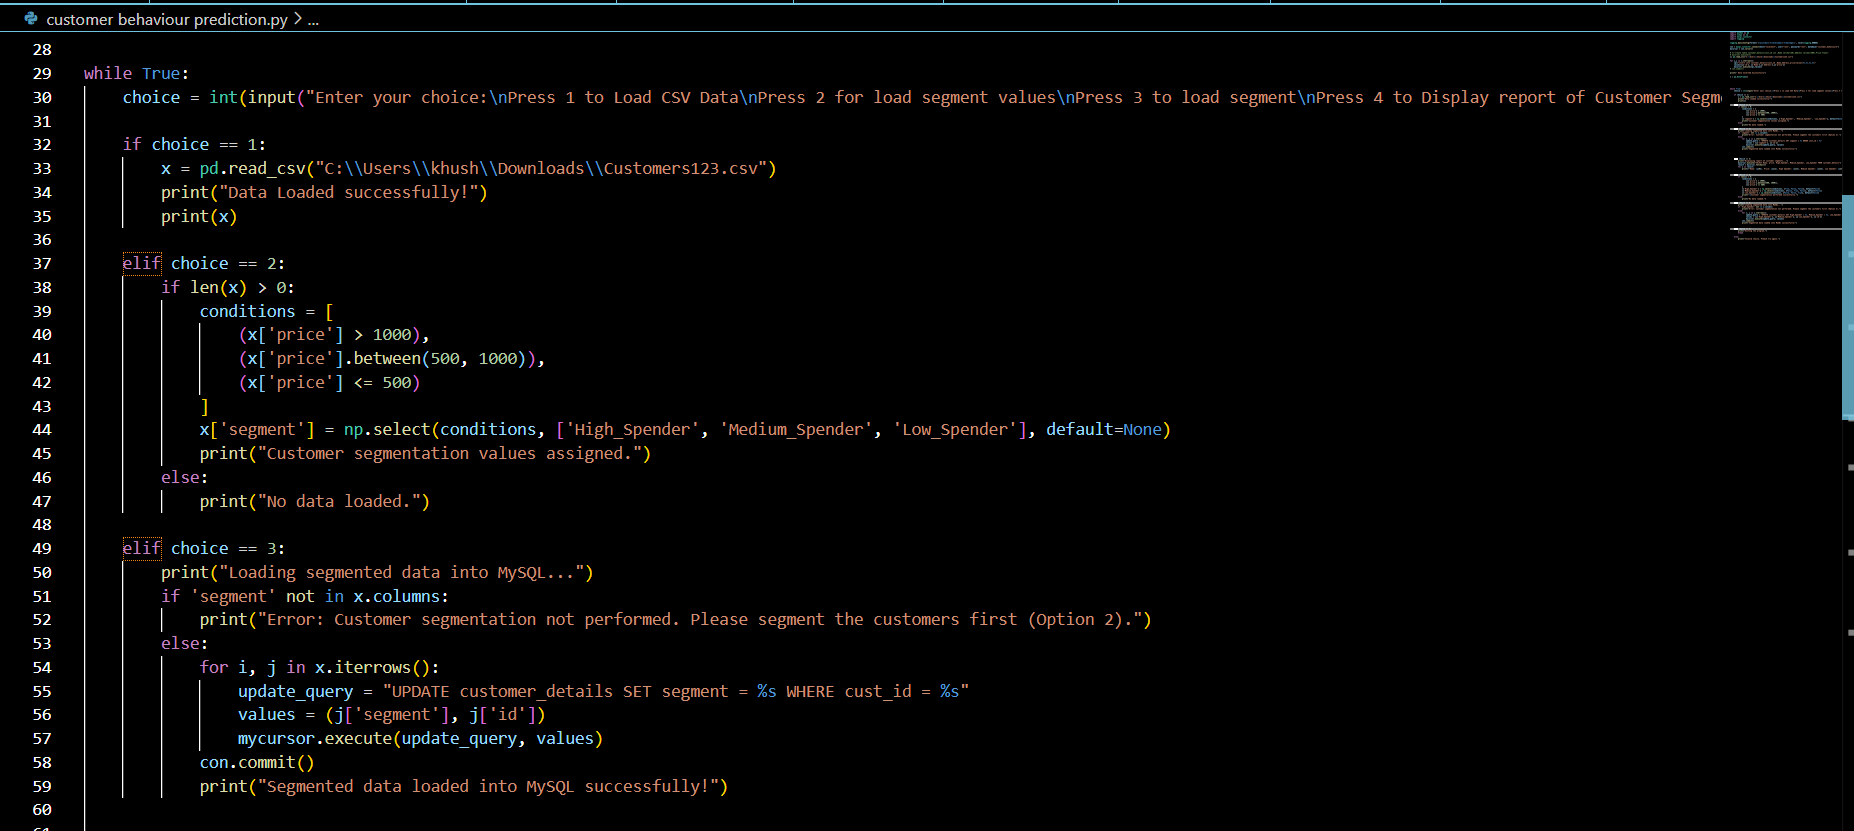 customer behaviour prediction.py > ...
28
29 while True:
30 choice = int(input("Enter your choice:\nPress 1 to Load CSV Data\nPress 2 for load segment values\nPress 3 to load segment\nPress 4 to Display report of Customer Segm
31
32 if choice == 1:
33 x = pd.read_csv("C:\\Users\\khush\\Downloads\\Customers123.csv")
34 print("Data Loaded successfully!")
35 print(x)
36
37 elif choice == 2:
38 if len(x) > 0:
39 conditions = [
40 (x['price'] > 1000),
41 (x['price'].between(500, 1000)),
42 (x['price'] <= 500)
43 ]
44 x['segment'] = np.select(conditions, ['High_Spender', 'Medium_Spender', 'Low_Spender'], default=None)
45 print("Customer segmentation values assigned.")
46 else:
47 print("No data loaded.")
48
49 elif choice == 3:
50 print("Loading segmented data into MySQL...")
51 if 'segment' not in x.columns:
52 print("Error: Customer segmentation not performed. Please segment the customers first (Option 2).")
53 else:
54 for i, j in x.iterrows():
55 update_query = "UPDATE customer_details SET segment = %s WHERE cust_id = %s"
56 values = (j['segment'], j['id'])
57 mycursor.execute(update_query, values)
58 con.commit()
59 print("Segmented data loaded into MySQL successfully!")
60